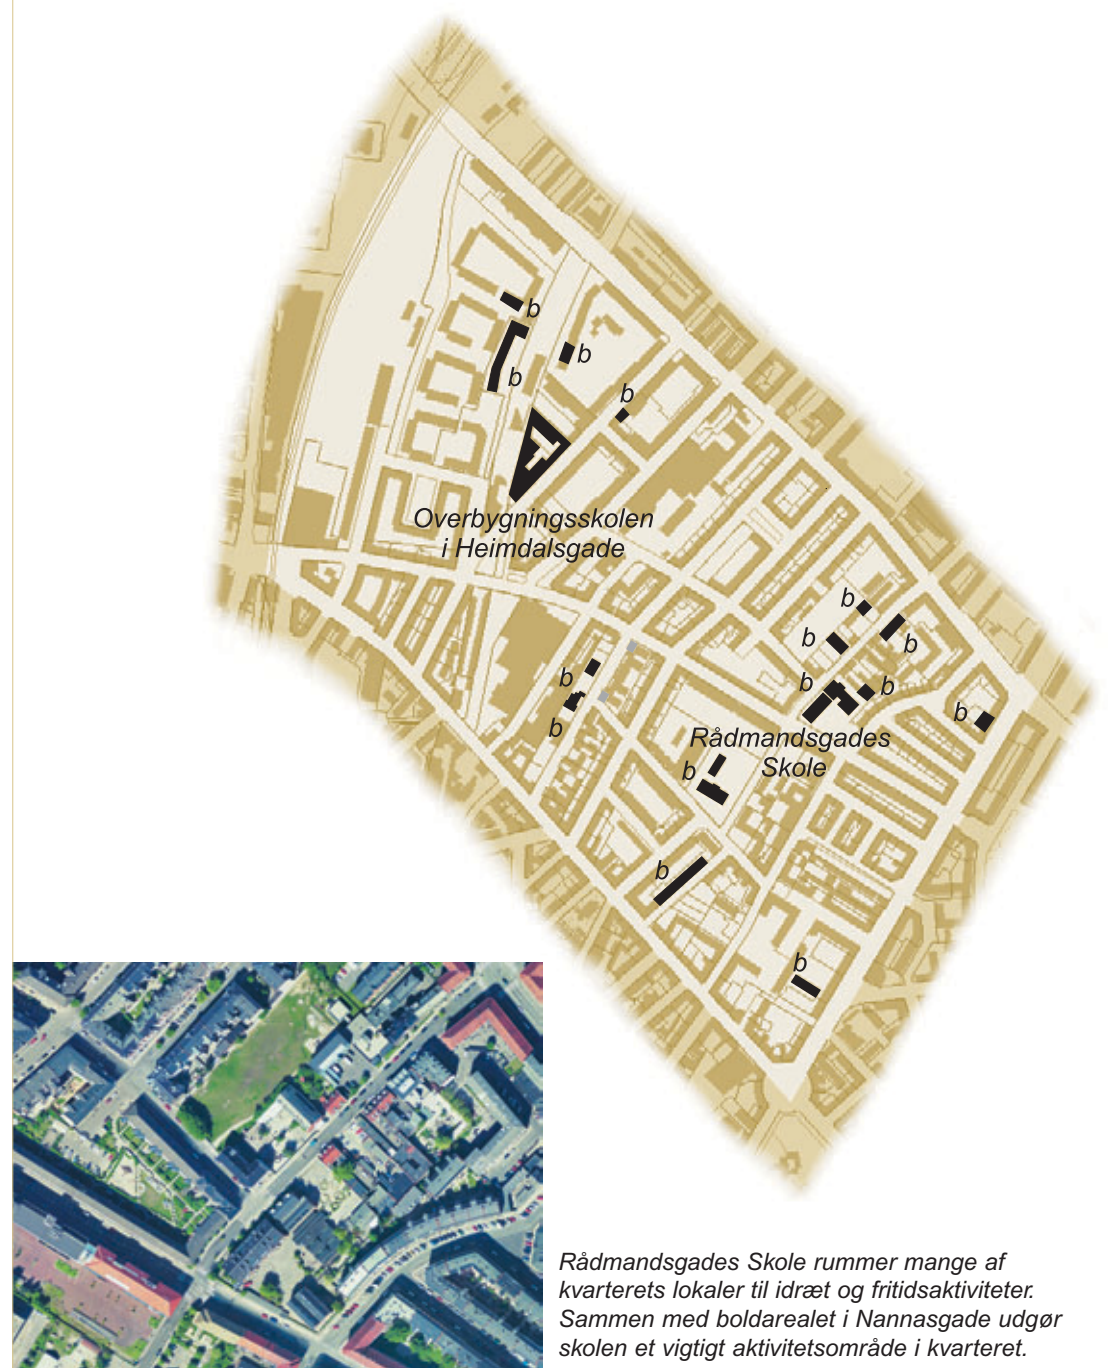 b
b
b
b
Overbygningsskolen
i Heimdalsgade
b
b
b
b
b
b
b
b
Rådmandsgades
Skole
b
b
b
Rådmandsgades Skole rummer mange af
kvarterets lokaler til idræt og fritidsaktiviteter.
Sammen med boldarealet i Nannasgade udgør
skolen et vigtigt aktivitetsområde i kvarteret.